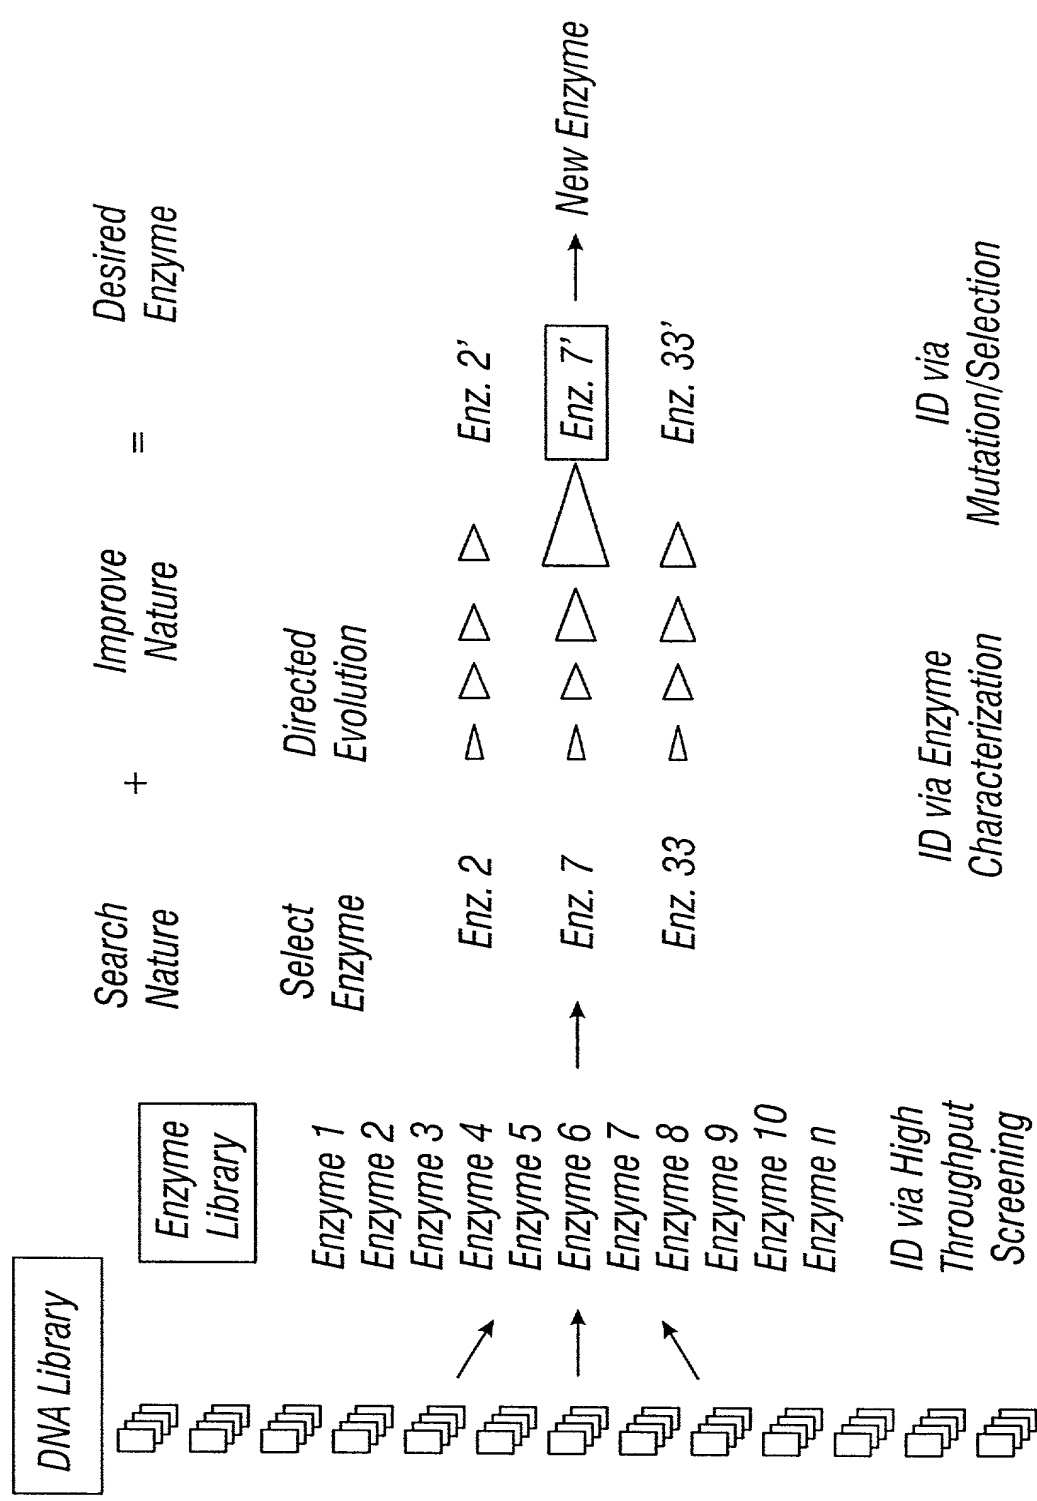 DNA Library
Enzyme
Library
Search
Nature
+
Improve
Nature
=
Desired
Enzyme
Select
Enzyme
Directed
Evolution
Enzyme 1
Enzyme 2
Enzyme 3
Enzyme 4
Enzyme 5
Enzyme 6
Enzyme 7
Enzyme 8
Enzyme 9
Enzyme 10
Enzyme n
Enz. 2
Enz. 7
Enz. 33
Enz. 2'
Enz. 7'
Enz. 33'
New Enzyme
ID via High
Throughput
Screening
ID via Enzyme
Characterization
ID via
Mutation/Selection